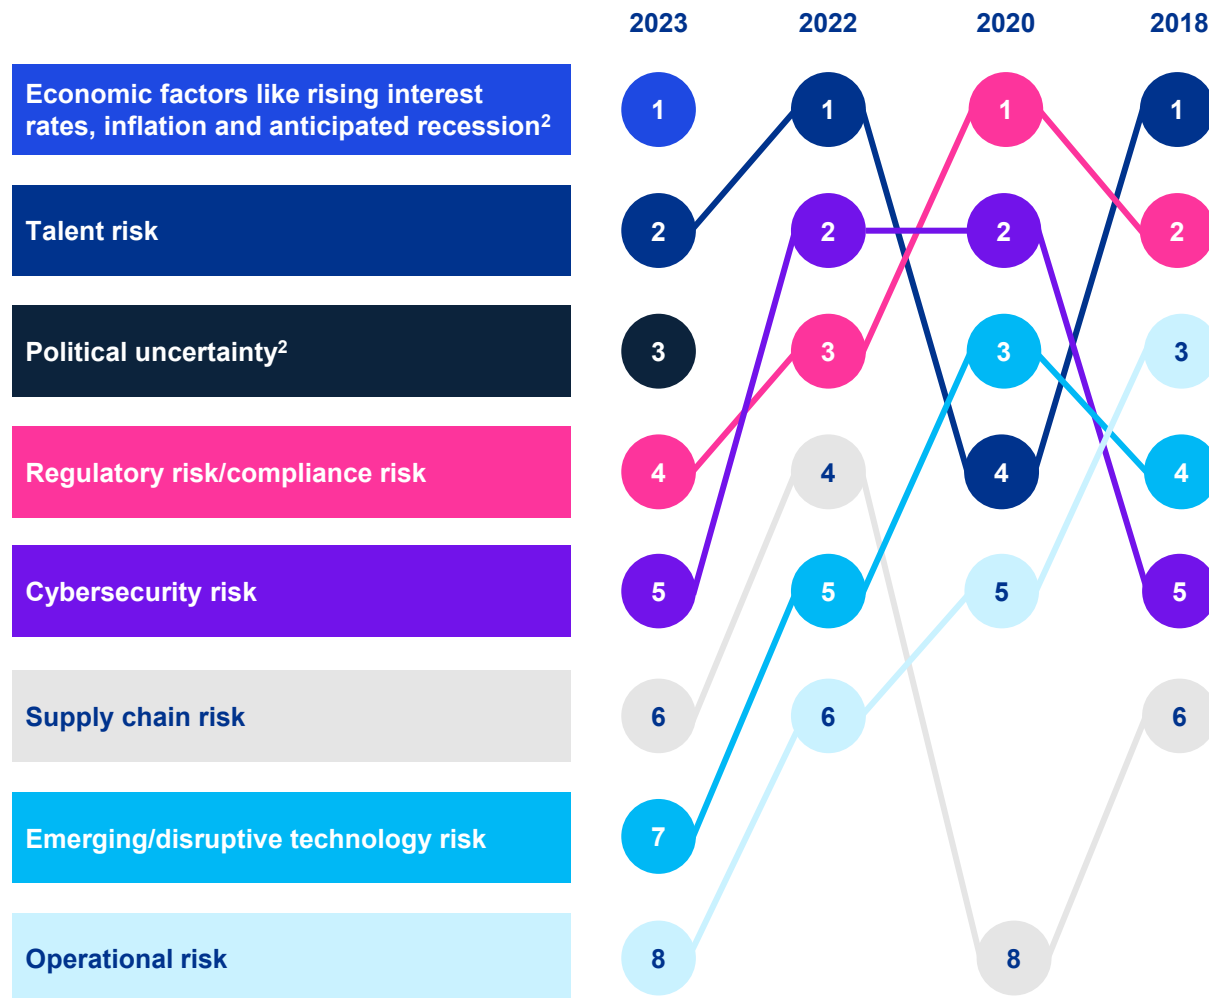 2023 2022 2020 2018
Economic factors like rising interest
rates, inflation and anticipated recession²
1 1 1 1
Talent risk
2 2 2 2
Political uncertainty²
3 3 3 3
Regulatory risk/compliance risk
4 4 4 4
Cybersecurity risk
5 5 5 5
Supply chain risk
6 6 6
Emerging/disruptive technology risk
7
Operational risk
8 8